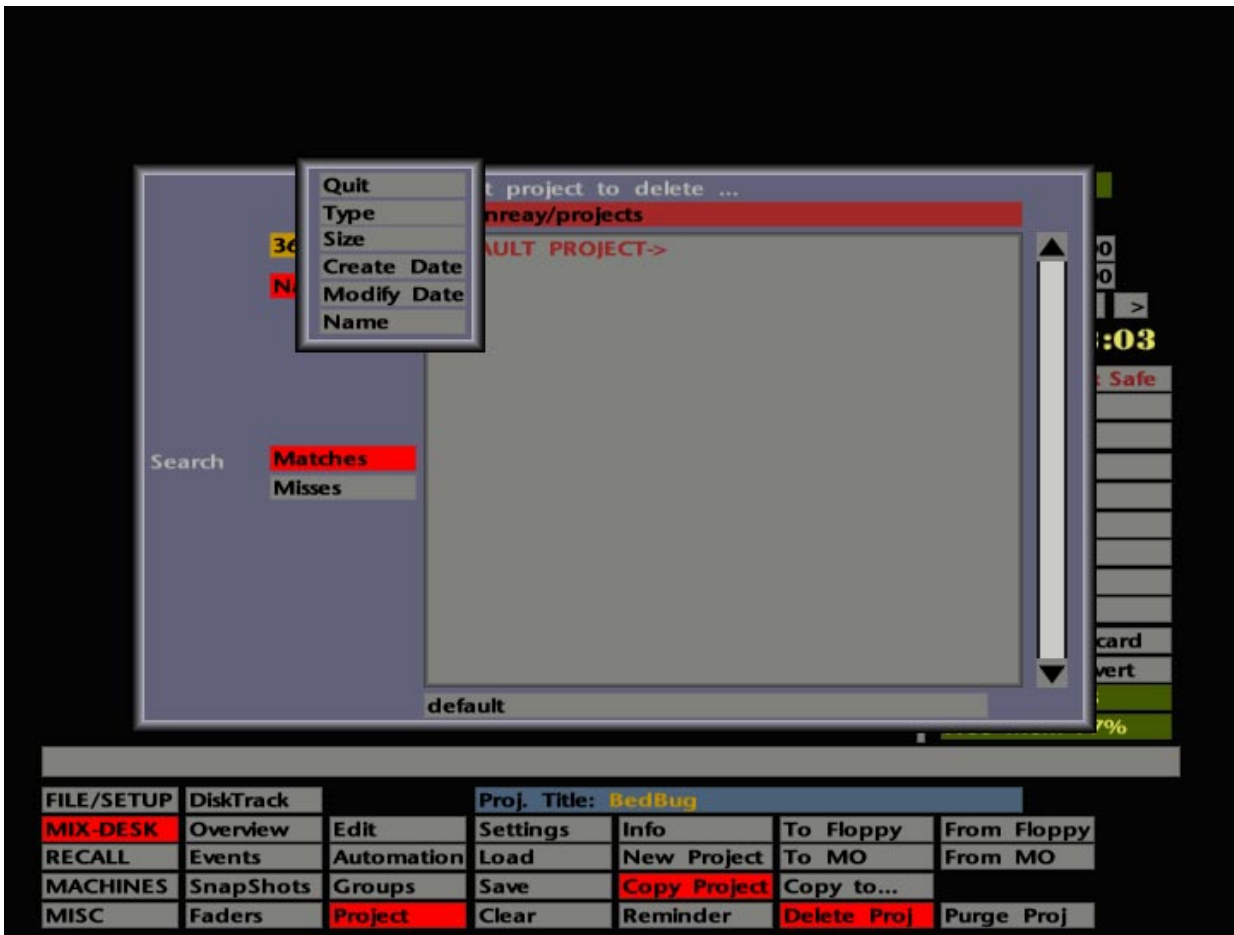 Quit
Type
Size
Create Date
Modify Date
Name
t project to delete ...
nreay/projects
36
AULT PROJECT->
Search
Matches
Misses
default
>
:03
Safe
card
vert
7%
FILE/SETUP DiskTrack Proj. Title: BedBug
MIX-DESK Overview Edit Settings Info To Floppy From Floppy
RECALL Events Automation Load New Project To MO From MO
MACHINES SnapShots Groups Save Copy Project Copy to...
MISC Faders Project Clear Reminder Delete Proj Purge Proj